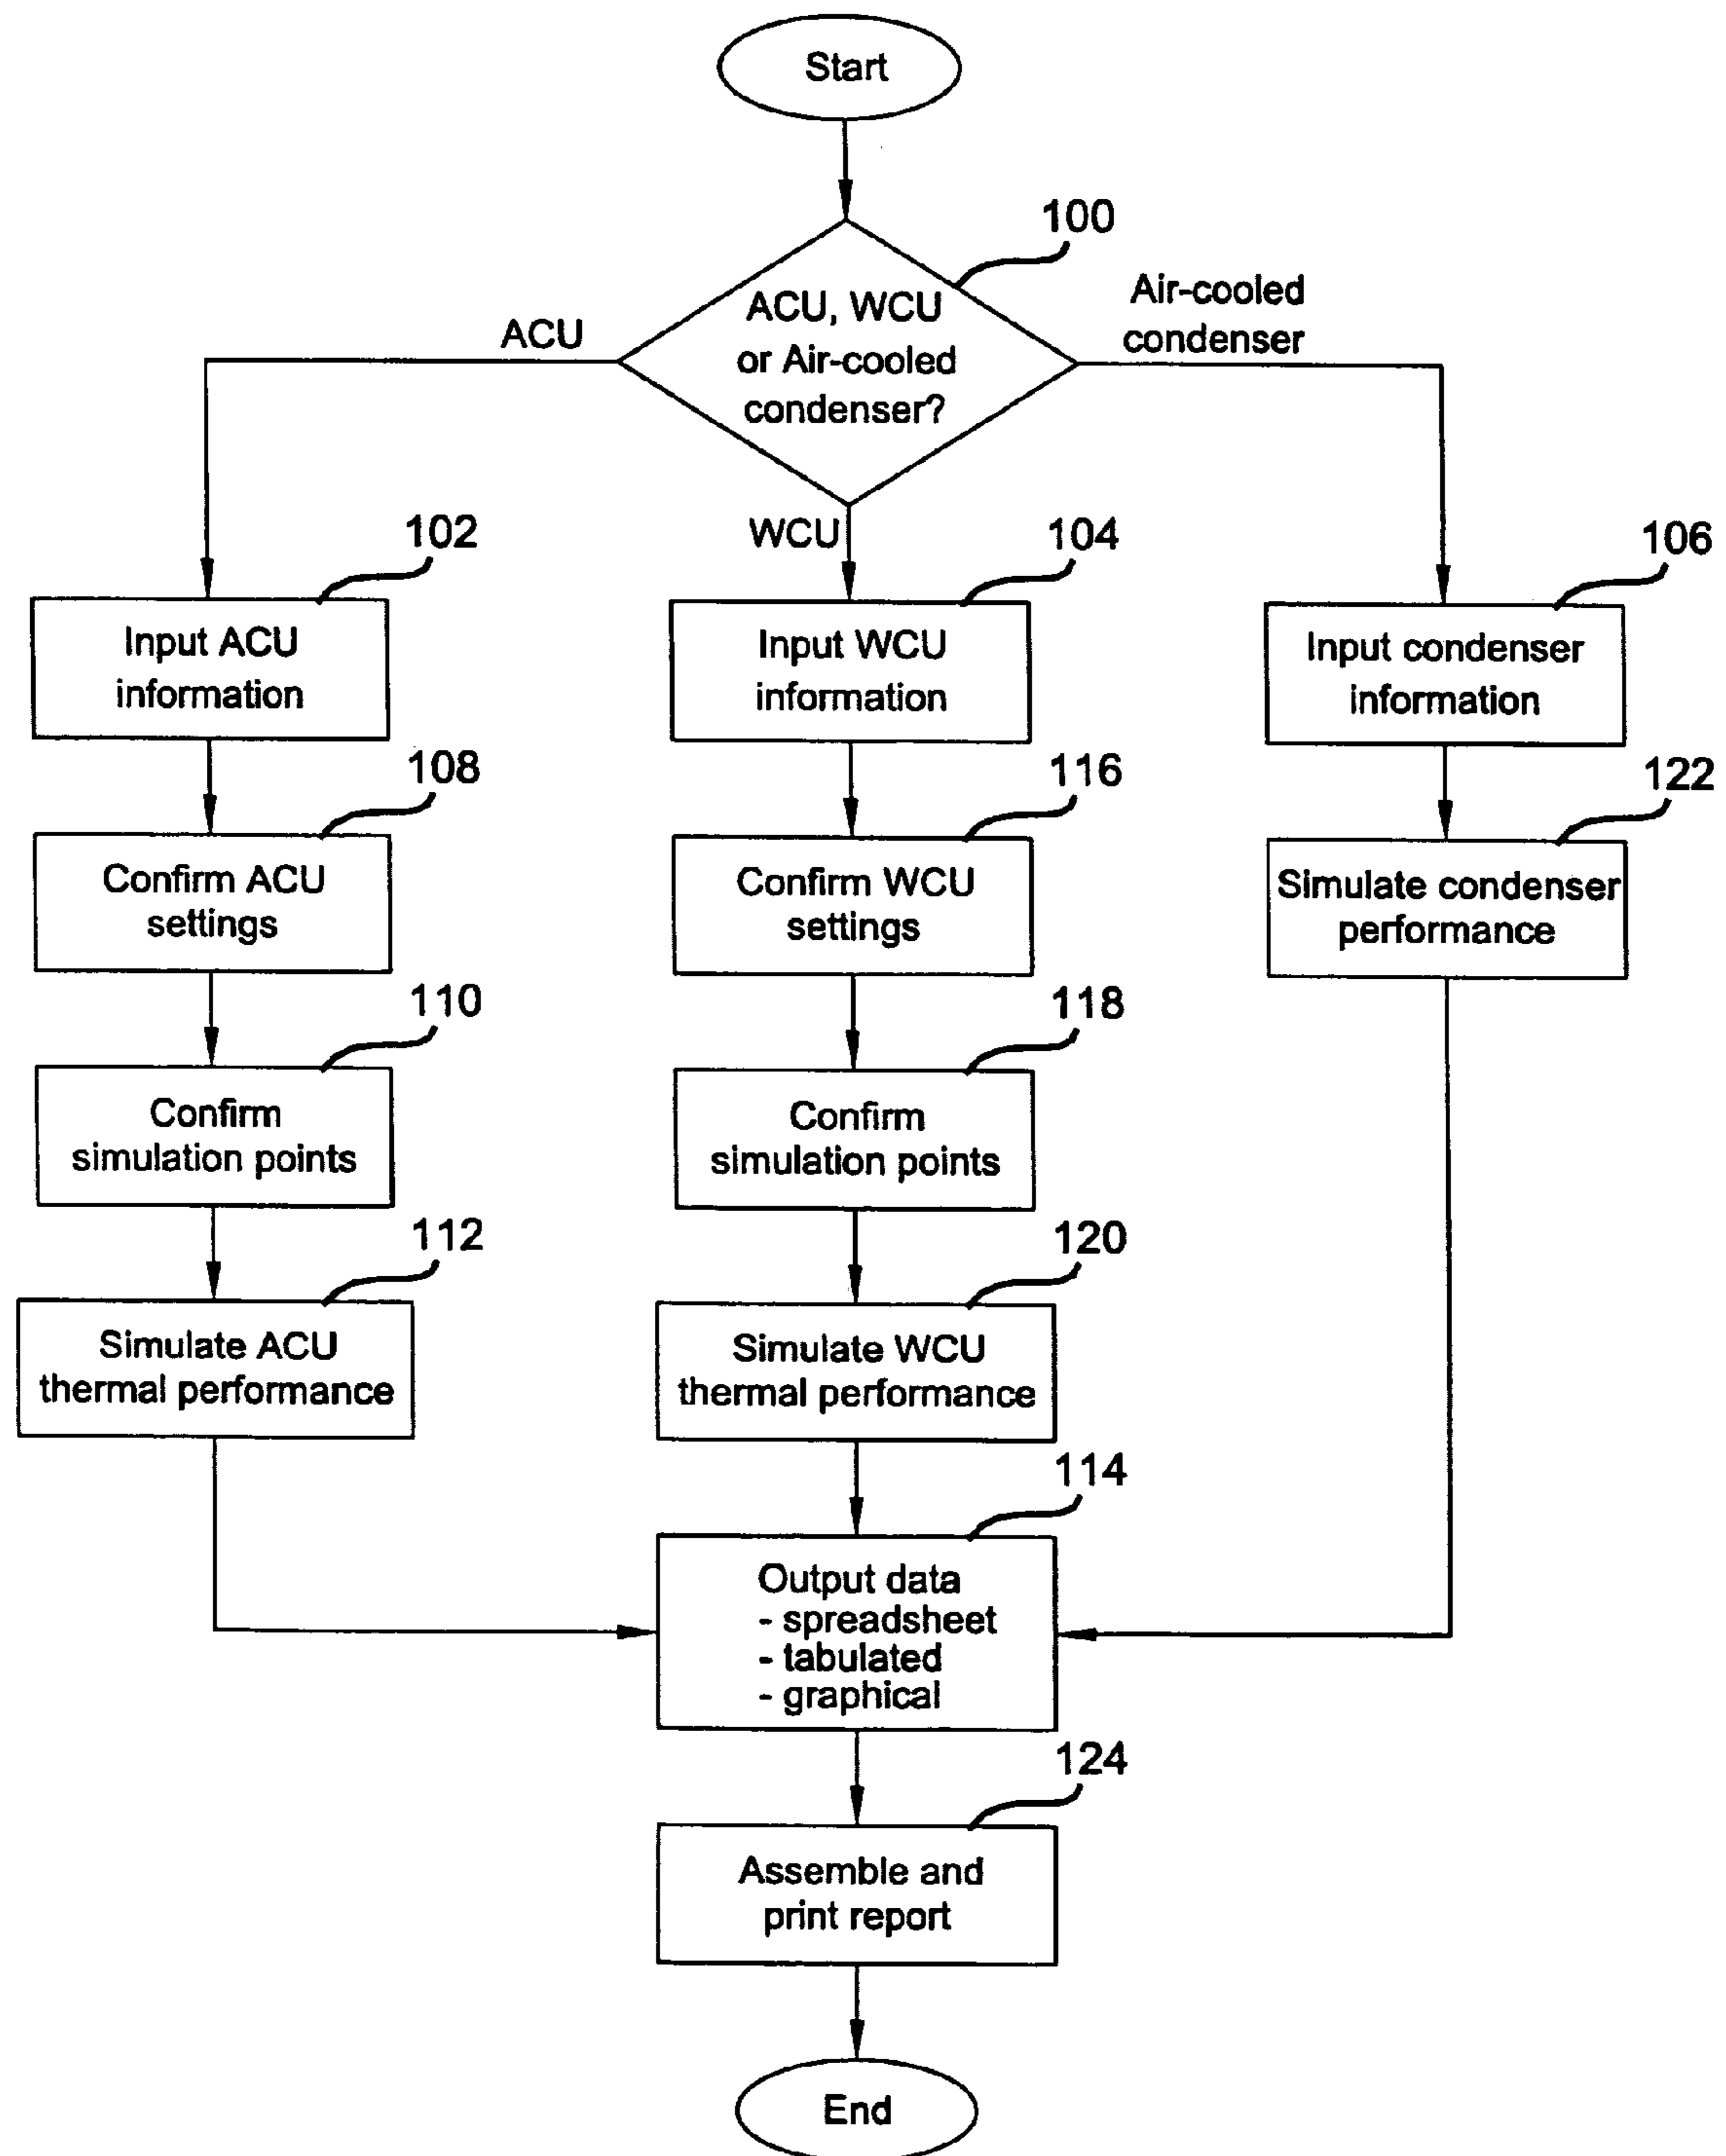 Start
100
ACU, WCU
or Air-cooled
condenser?
ACU
Air-cooled
condenser
WCU
102
Input ACU
information
104
Input WCU
information
106
Input condenser
information
108
Confirm ACU
settings
116
Confirm WCU
settings
122
Simulate condenser
performance
110
Confirm
simulation points
118
Confirm
simulation points
112
Simulate ACU
thermal performance
120
Simulate WCU
thermal performance
114
Output data
- spreadsheet
- tabulated
- graphical
124
Assemble and
print report
End